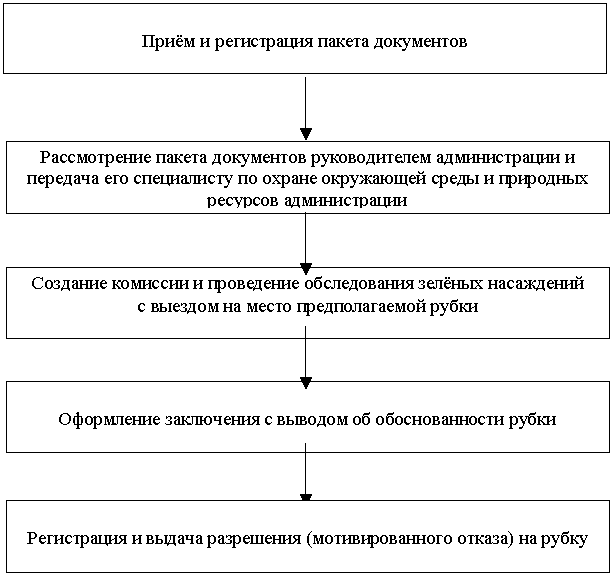 Приём и регистрация пакета документов
Рассмотрение пакета документов руководителем администрации и
передача его специалисту по охране окружающей среды и природных
ресурсов администрации
Создание комиссии и проведение обследования зелёных насаждений
с выездом на место предполагаемой рубки
Оформление заключения с выводом об обоснованности рубки
Регистрация и выдача разрешения (мотивированного отказа) на рубку